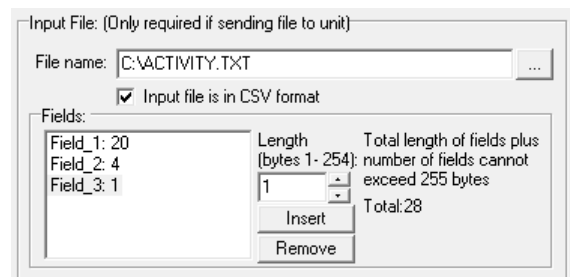 Input File: (Only required if sending file to unit)
File name: C:\ACTIVITY.TXT ...
Input file is in CSV format
Fields:
Field_1: 20
Field_2: 4
Field_3: 1
Length
(bytes 1- 254):
1
Insert
Remove
Total length of fields plus
number of fields cannot
exceed 255 bytes
Total:28